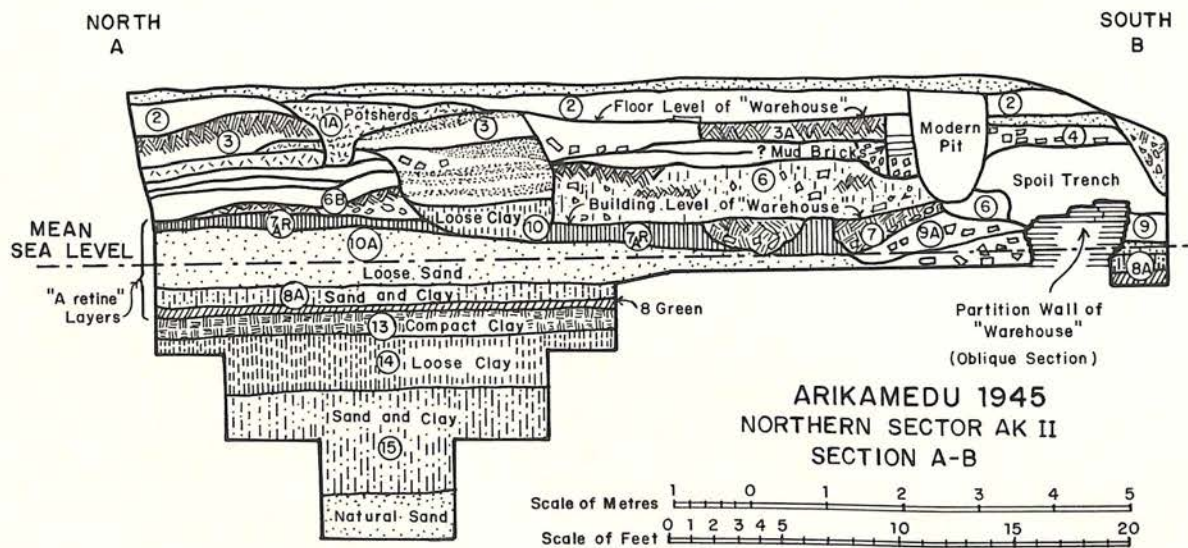 NORTH
A
SOUTH
B
2
1A
Potsherds
2
Floor Level of "Warehouse"
2
3
3
3A
Modern
Pit
4
? Mud Bricks
6
Spoil Trench
6B
Building Level of "Warehouse"
6
Loose Clay
10
7AR
7AR
7
9A
9
MEAN
SEA LEVEL
10A
Loose Sand
8A
"A retine"
Layers
8A
Sand and Clay
8 Green
13
Compact Clay
Partition Wall of
"Warehouse"
(Oblique Section)
14
Loose Clay
Sand and Clay
15
Natural Sand
ARIKAMEDU 1945
NORTHERN SECTOR AK II
SECTION A-B
Scale of Metres 1 0 1 2 3 4 5
Scale of Feet 0 1 2 3 4 5 10 15 20